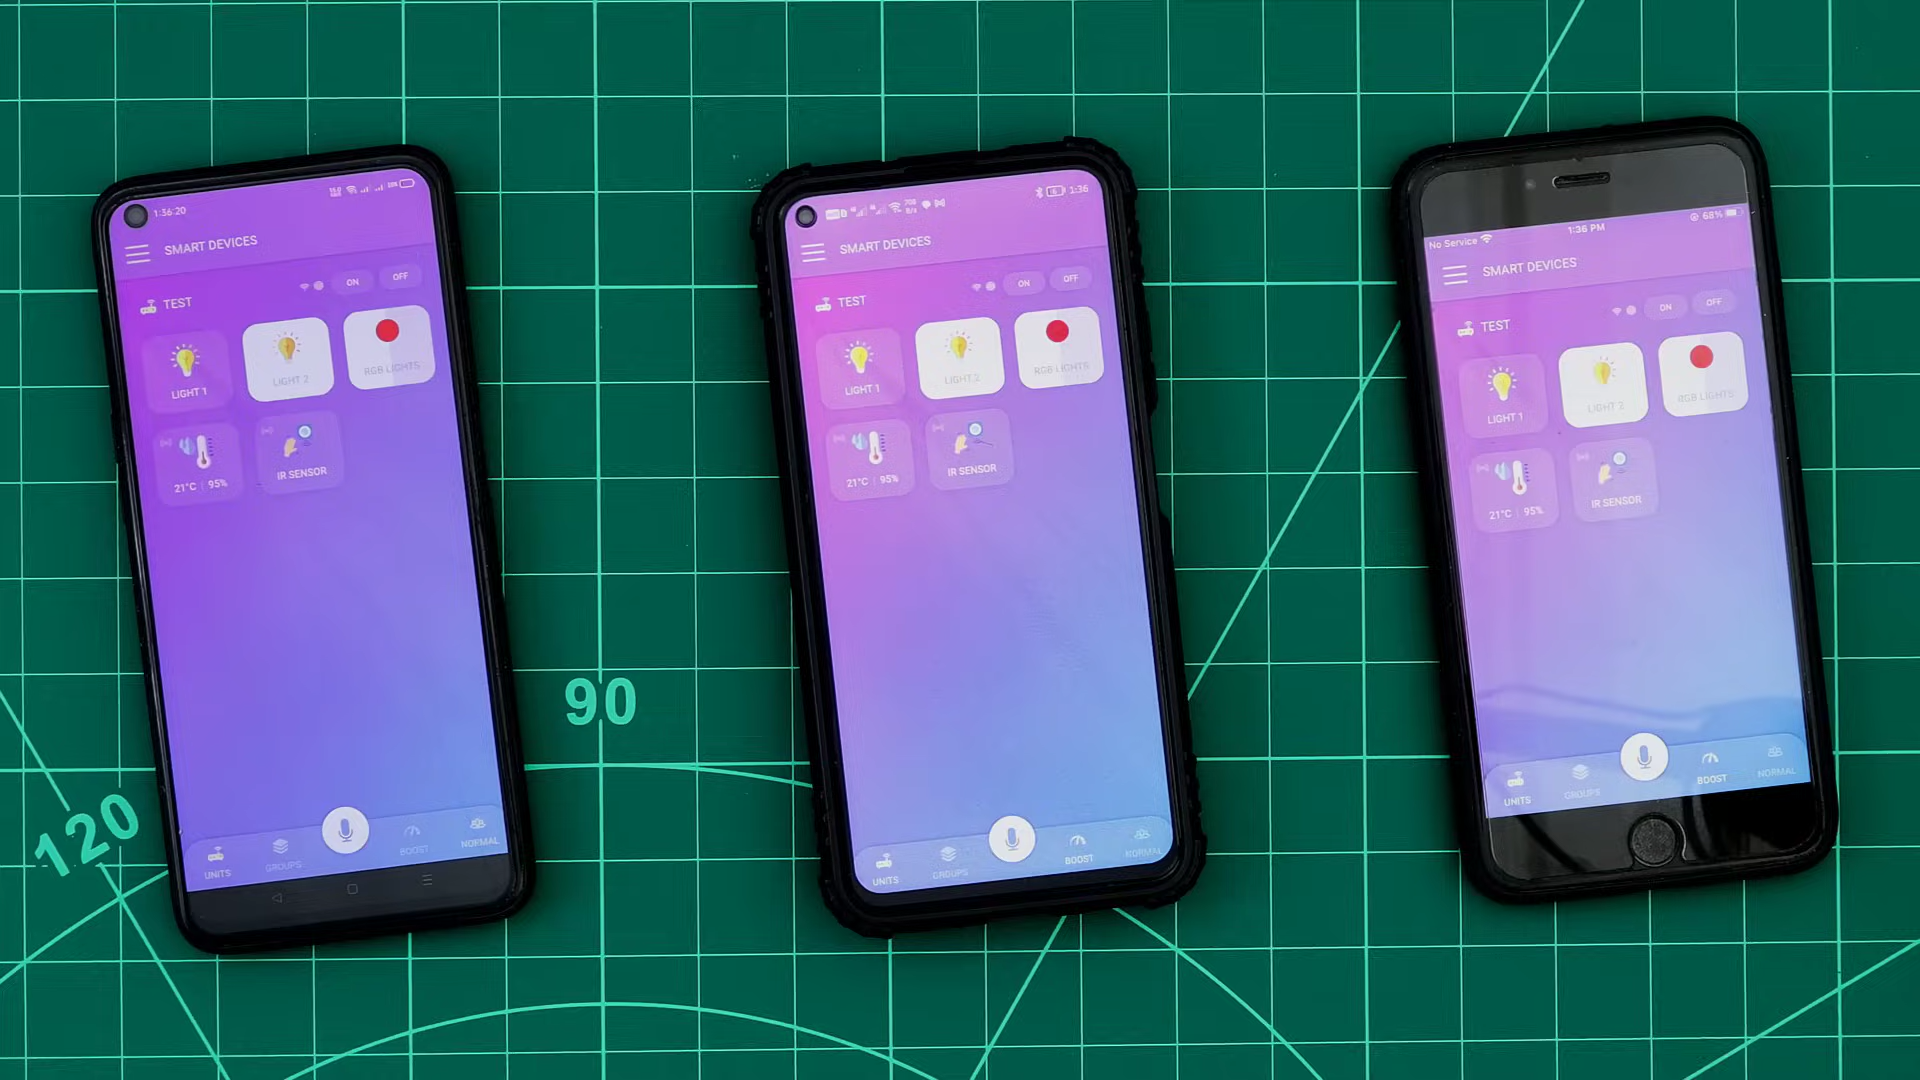 1:36:20
SMART DEVICES
TEST
ON
OFF
LIGHT 1
LIGHT 2
RGB LIGHTS
21°C | 95%
IR SENSOR
UNITS
GROUPS
BOOST
NORMAL
1:36
SMART DEVICES
TEST
ON
OFF
LIGHT 1
LIGHT 2
RGB LIGHTS
21°C | 95%
IR SENSOR
UNITS
GROUPS
BOOST
NORMAL
No Service
1:36 PM
68%
SMART DEVICES
TEST
ON
OFF
LIGHT 1
LIGHT 2
RGB LIGHTS
21°C | 95%
IR SENSOR
UNITS
GROUPS
BOOST
NORMAL
90
120